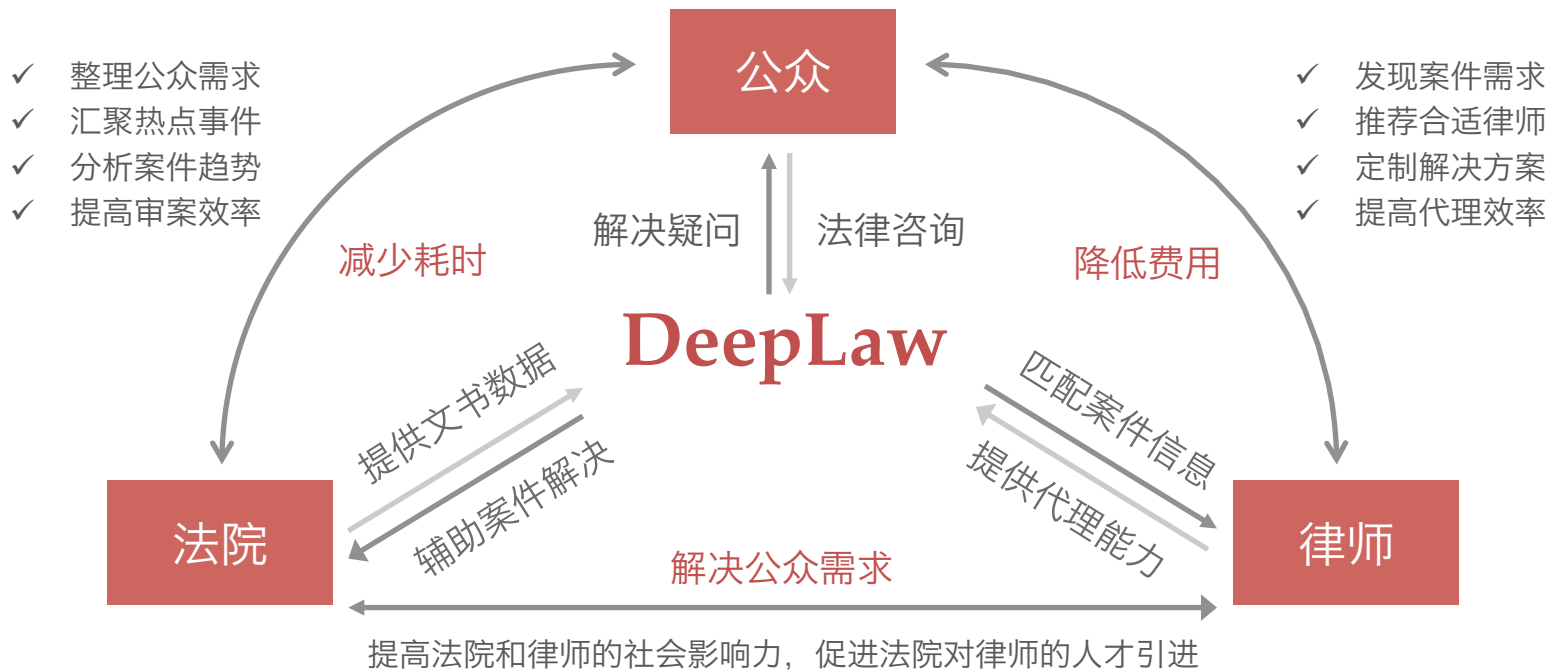 公众
整理公众需求
汇聚热点事件
分析案件趋势
提高审案效率
发现案件需求
推荐合适律师
定制解决方案
提高代理效率
解决疑问
法律咨询
减少耗时
降低费用
DeepLaw
提供文书数据
辅助案件解决
匹配案件信息
提供代理能力
法院
律师
解决公众需求
提高法院和律师的社会影响力，促进法院对律师的人才引进